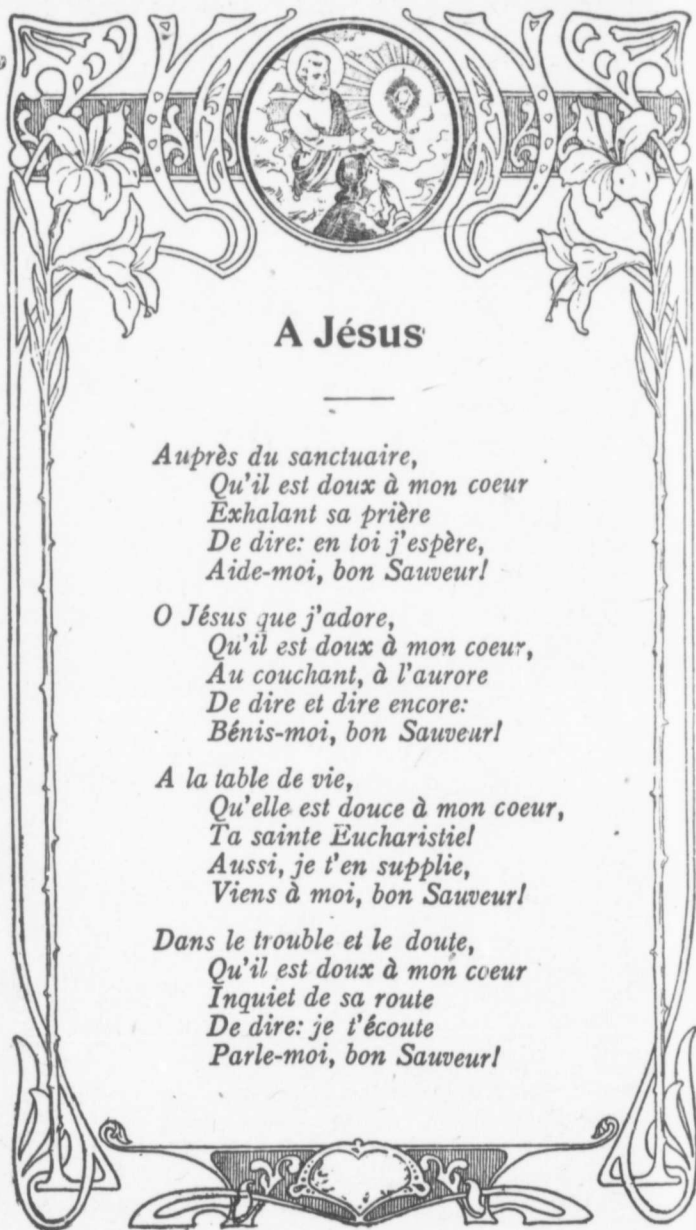 A Jésus
Auprès du sanctuaire,
Qu'il est doux à mon coeur
Exhalant sa prière
De dire: en toi j'espère,
Aide-moi, bon Sauveur!
O Jésus que j'adore,
Qu'il est doux à mon coeur,
Au couchant, à l'aurore
De dire et dire encore:
Bénis-moi, bon Sauveur!
A la table de vie,
Qu'elle est douce à mon coeur,
Ta sainte Eucharistie!
Aussi, je t'en supplie,
Viens à moi, bon Sauveur!
Dans le trouble et le doute,
Qu'il est doux à mon coeur
Inquiet de sa route
De dire: je t'écoute
Parle-moi, bon Sauveur!